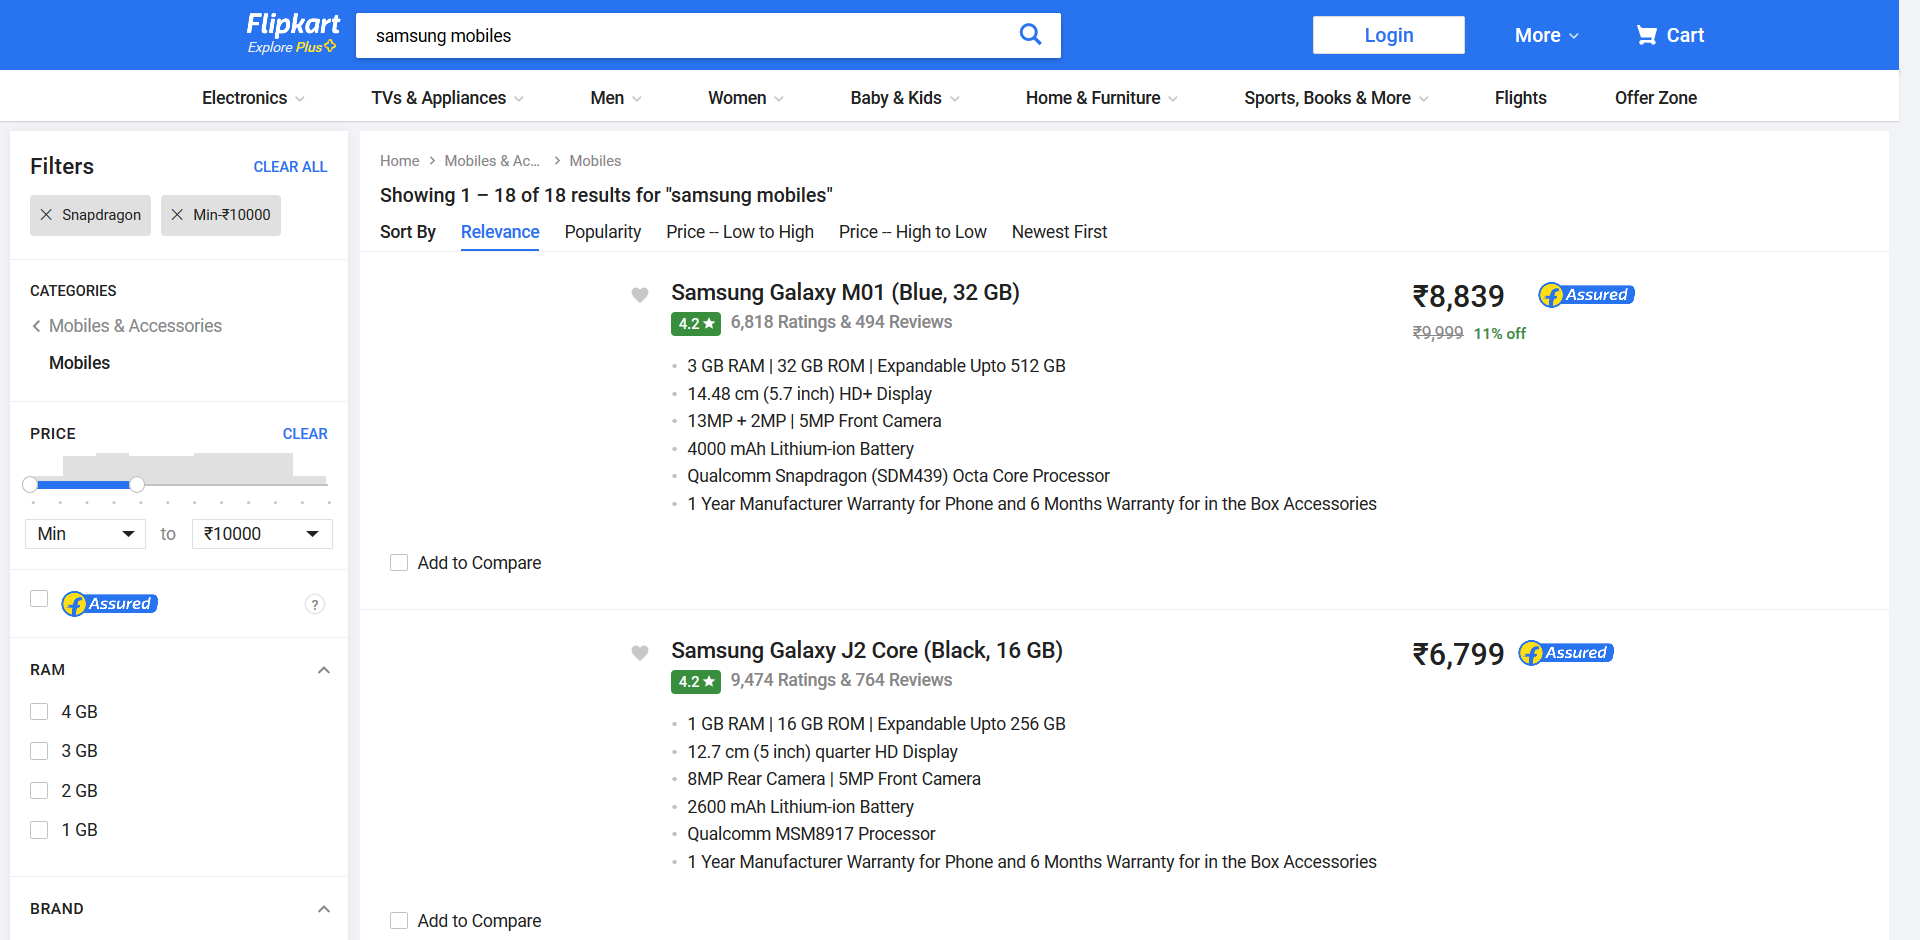 Flipkart
Explore Plus
samsung mobiles
Login
More
Cart
Electronics
TVs & Appliances
Men
Women
Baby & Kids
Home & Furniture
Sports, Books & More
Flights
Offer Zone
Filters
CLEAR ALL
Snapdragon
Min-₹10000
CATEGORIES
Mobiles & Accessories
Mobiles
PRICE
CLEAR
Min
to
₹10000
Assured
?
RAM
4 GB
3 GB
2 GB
1 GB
BRAND
Home
Mobiles & Ac...
Mobiles
Showing 1 – 18 of 18 results for "samsung mobiles"
Sort By
Relevance
Popularity
Price -- Low to High
Price -- High to Low
Newest First
Samsung Galaxy M01 (Blue, 32 GB)
4.2 ★ 6,818 Ratings & 494 Reviews
3 GB RAM | 32 GB ROM | Expandable Upto 512 GB
14.48 cm (5.7 inch) HD+ Display
13MP + 2MP | 5MP Front Camera
4000 mAh Lithium-ion Battery
Qualcomm Snapdragon (SDM439) Octa Core Processor
1 Year Manufacturer Warranty for Phone and 6 Months Warranty for in the Box Accessories
₹8,839
Assured
₹9,999 11% off
Add to Compare
Samsung Galaxy J2 Core (Black, 16 GB)
4.2 ★ 9,474 Ratings & 764 Reviews
1 GB RAM | 16 GB ROM | Expandable Upto 256 GB
12.7 cm (5 inch) quarter HD Display
8MP Rear Camera | 5MP Front Camera
2600 mAh Lithium-ion Battery
Qualcomm MSM8917 Processor
1 Year Manufacturer Warranty for Phone and 6 Months Warranty for in the Box Accessories
₹6,799
Assured
Add to Compare